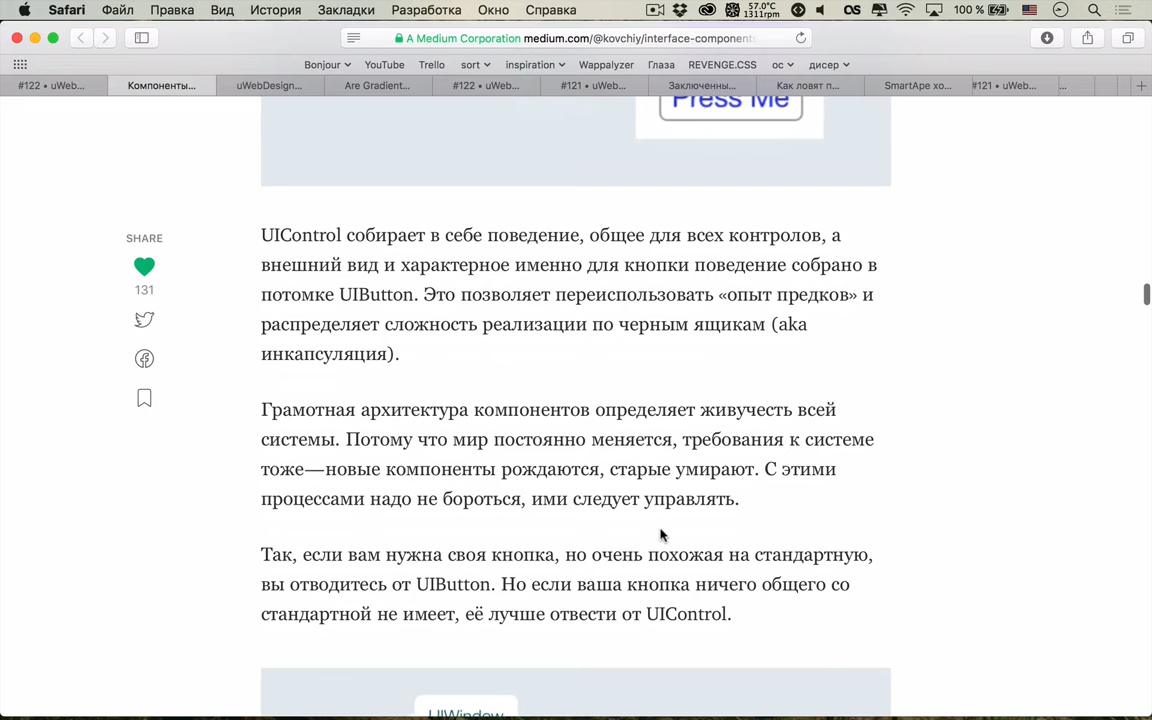 Safari Файл Правка Вид История Закладки Разработка Окно Справка 57.0°C 1311rpm 100 %
A Medium Corporation medium.com/@kovchiy/interface-component
Bonjour YouTube Trello sort inspiration Wappalyzer Глаза REVENGE.CSS ос дисер
#122 • uWeb... Компоненты... uWebDesign... Are Gradient... #122 • uWeb... #121 • uWeb... Заключенны... Как ловят п... SmartApe хо... #121 • uWeb... ...
Press Me
UIControl собирает в себе поведение, общее для всех контролов, а
внешний вид и характерное именно для кнопки поведение собрано в
потомке UIButton. Это позволяет переиспользовать «опыт предков» и
распределяет сложность реализации по черным ящикам (aka
инкапсуляция).
SHARE
131
Грамотная архитектура компонентов определяет живучесть всей
системы. Потому что мир постоянно меняется, требования к системе
тоже—новые компоненты рождаются, старые умирают. С этими
процессами надо не бороться, ими следует управлять.
Так, если вам нужна своя кнопка, но очень похожая на стандартную,
вы отводитесь от UIButton. Но если ваша кнопка ничего общего со
стандартной не имеет, её лучше отвести от UIControl.
UIWindow